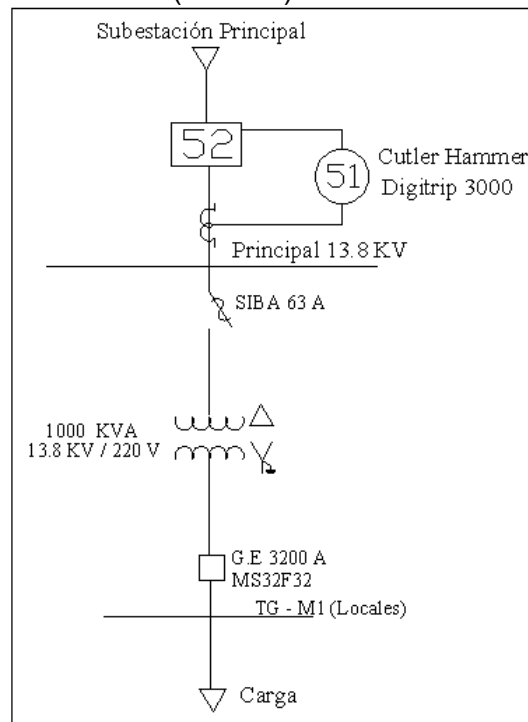 Subestación Principal
52
51
Cutler Hammer
Digitrip 3000
Principal 13.8 KV
SIBA 63 A
1000 KVA
13.8 KV / 220 V
G.E 3200 A
MS32F32
TG - M1 (Locales)
Carga